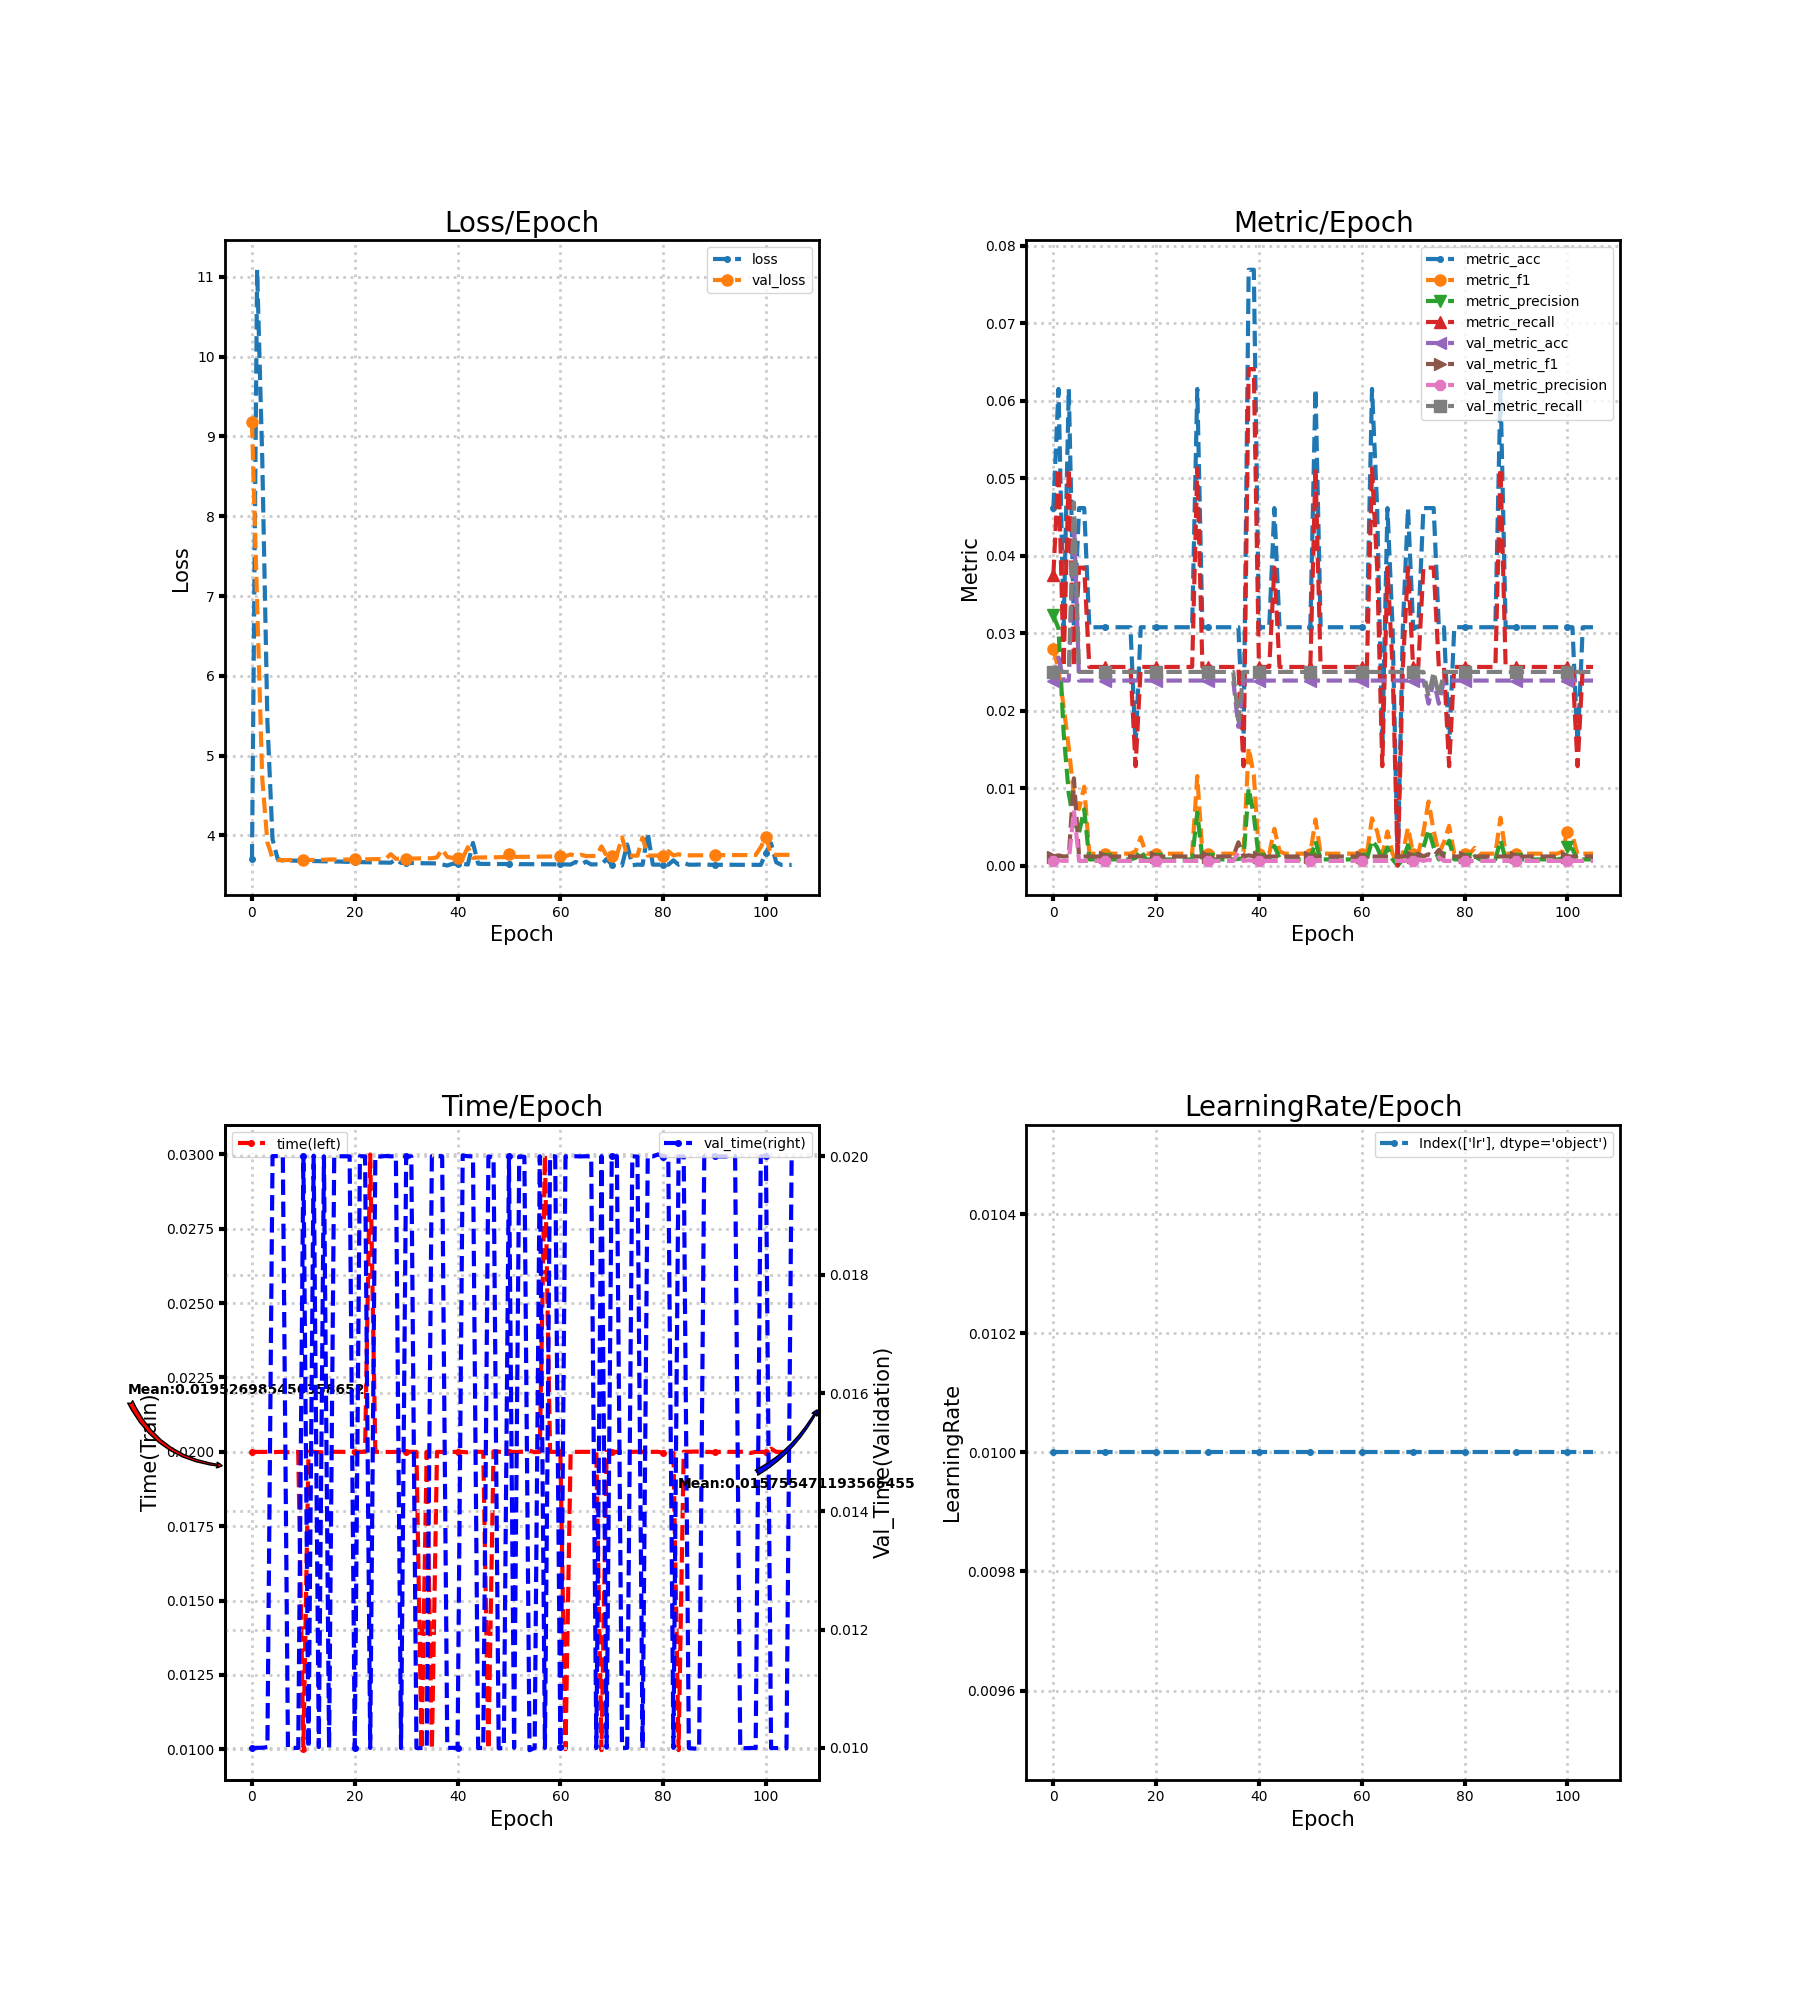 Loss/Epoch
Loss
11
10
9
8
7
6
5
4
loss
val_loss
0 20 40 60 80 100
Epoch
Metric/Epoch
Metric
0.08
0.07
0.06
0.05
0.04
0.03
0.02
0.01
0.00
metric_acc
metric_f1
metric_precision
metric_recall
val_metric_acc
val_metric_f1
val_metric_precision
val_metric_recall
0 20 40 60 80 100
Epoch
Time/Epoch
Time(Train)
0.0300
0.0275
0.0250
0.0225
0.0200
0.0175
0.0150
0.0125
0.0100
time(left)
val_time(right)
0.020
0.018
0.016
0.014
0.012
0.010
Val_Time(Validation)
Mean:0.015755471193565455
0 20 40 60 80 100
Epoch
LearningRate/Epoch
LearningRate
0.0104
0.0102
0.0100
0.0098
0.0096
Index(['lr'], dtype='object')
0 20 40 60 80 100
Epoch